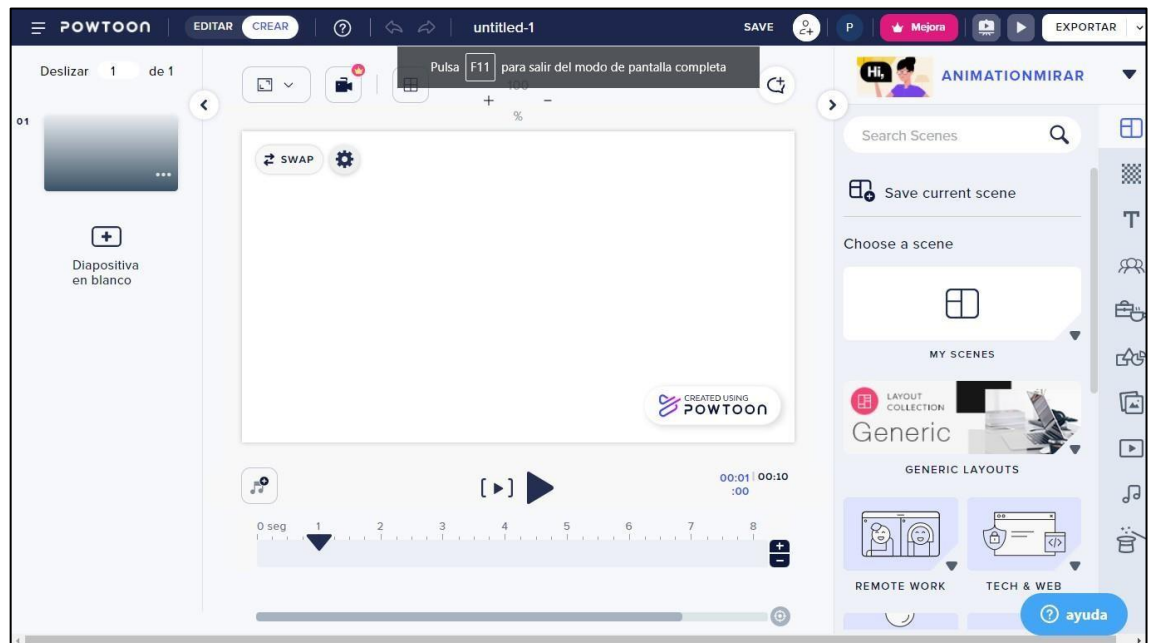 POWTOON
EDITAR
CREAR
untitled-1
SAVE
P
Mejora
EXPORTAR
Pulsa F11 para salir del modo de pantalla completa
Deslizar 1 de 1
01
Diapositiva
en blanco
100
+ -
%
SWAP
CREATED USING
POWTOON
00:01 00:10
:00
0 seg 1 2 3 4 5 6 7 8
Hi,
ANIMATIONMIRAR
Search Scenes
Save current scene
Choose a scene
MY SCENES
LAYOUT
COLLECTION
Generic
GENERIC LAYOUTS
REMOTE WORK
TECH & WEB
ayuda